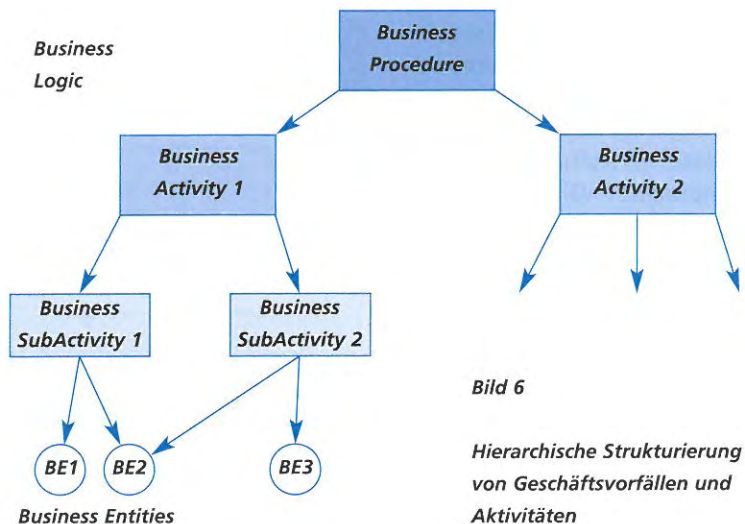 Business
Logic
Business
Procedure
Business
Activity 1
Business
Activity 2
Business
SubActivity 1
Business
SubActivity 2
BE1
BE2
BE3
Business Entities
Bild 6
Hierarchische Strukturierung
von Geschäftsvorfällen und
Aktivitäten